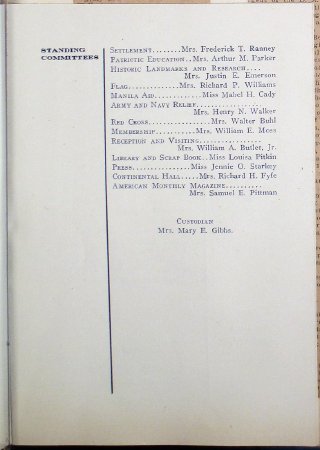 STANDING
COMMITTEES
SETTLEMENT........Mrs. Frederick T. Ranney
PATRIOTIC EDUCATION..Mrs. Arthur M. Parker
HISTORIC LANDMARKS AND RESEARCH....
Mrs. Justin E. Emerson
FLAG..............Mrs. Richard P. Williams
MANILA AID.............Miss Mabel H. Cady
ARMY AND NAVY RELIEF..................
Mrs. Henry N. Walker
RED CROSS..................Mrs. Walter Buhl
MEMBERSHIP...........Mrs. William E. Moss
RECEPTION AND VISITING.................
Mrs. William A. Butler, Jr.
LIBRARY AND SCRAP BOOK..Miss Louisa Pitkin
PRESS................Miss Jennie O. Starkey
CONTINENTAL HALL.....Mrs. Richard H. Fyfe
AMERICAN MONTHLY MAGAZINE..........
Mrs. Samuel E. Pittman
CUSTODIAN
Mrs. Mary E. Gibbs.